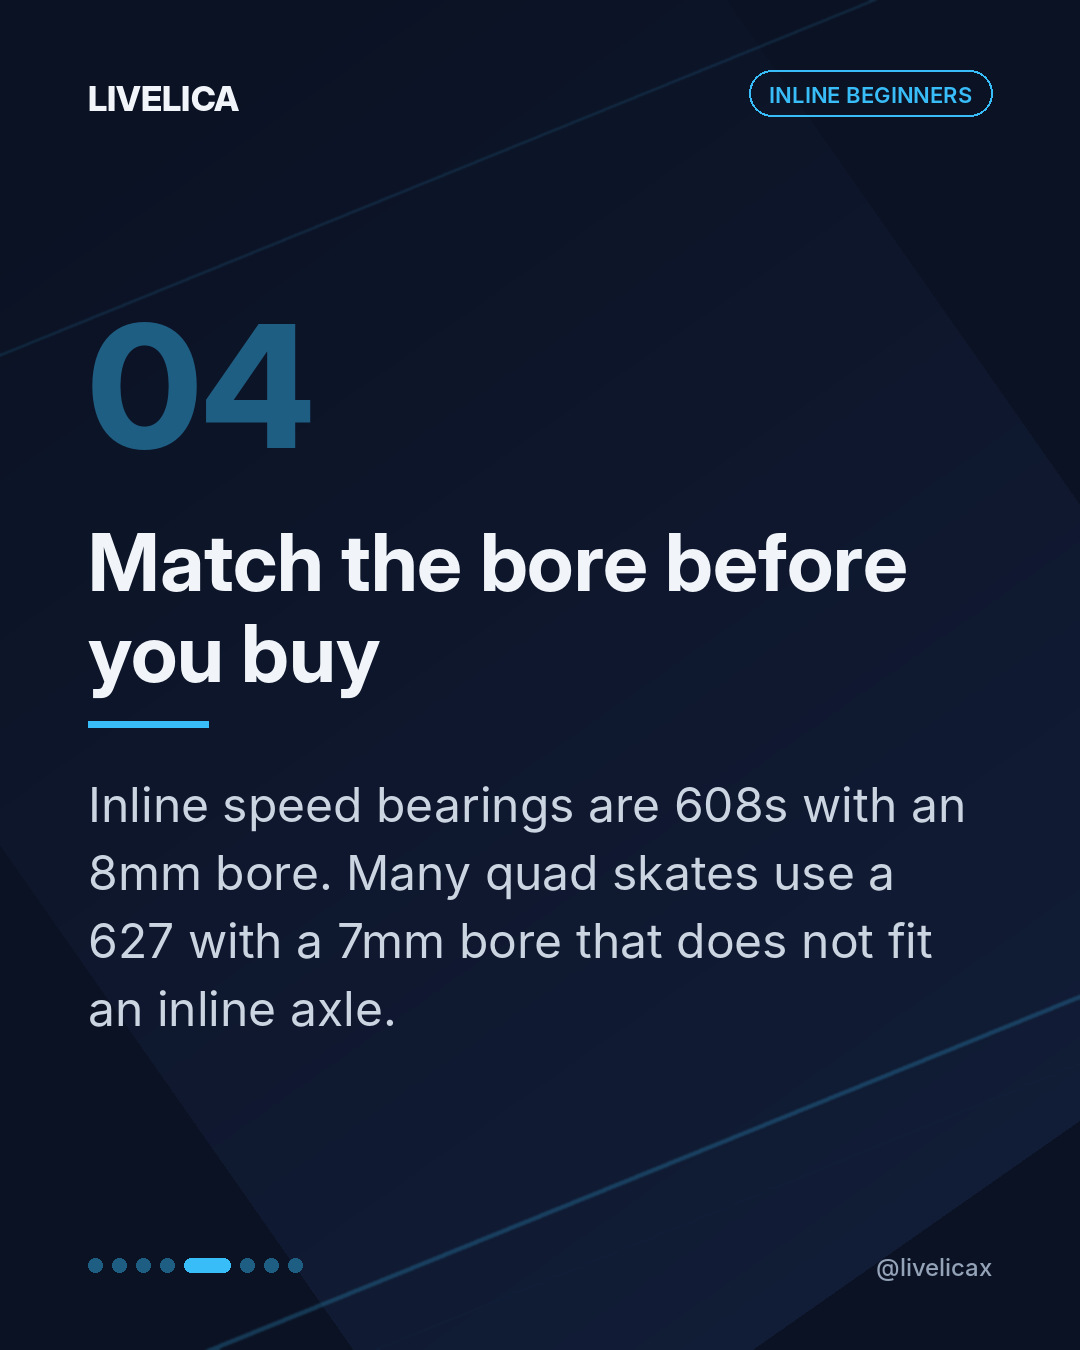 LIVELICA
INLINE BEGINNERS
04
Match the bore before
you buy
Inline speed bearings are 608s with an
8mm bore. Many quad skates use a
627 with a 7mm bore that does not fit
an inline axle.
@livelicax